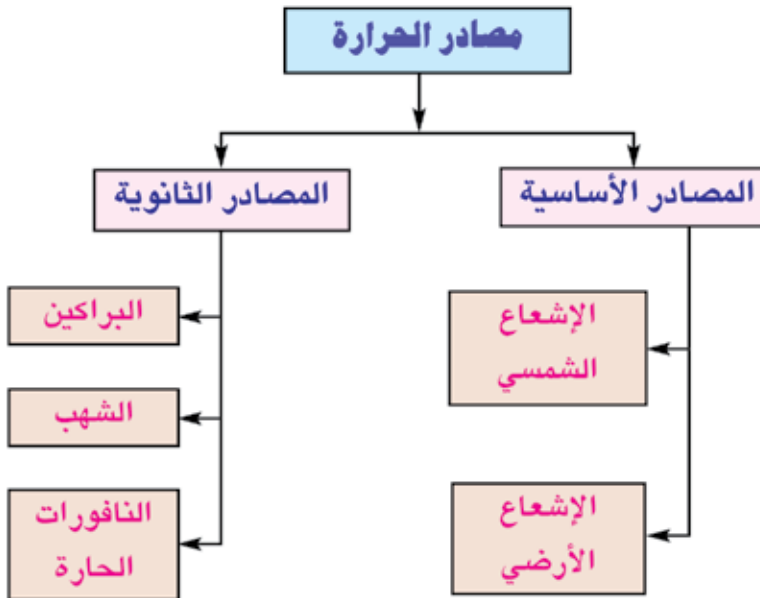 مصادر الحرارة
المصادر الأساسية
الإشعاع
الشمسي
الإشعاع
الأرضي
المصادر الثانوية
البراكين
الشهب
النافورات
الحارة